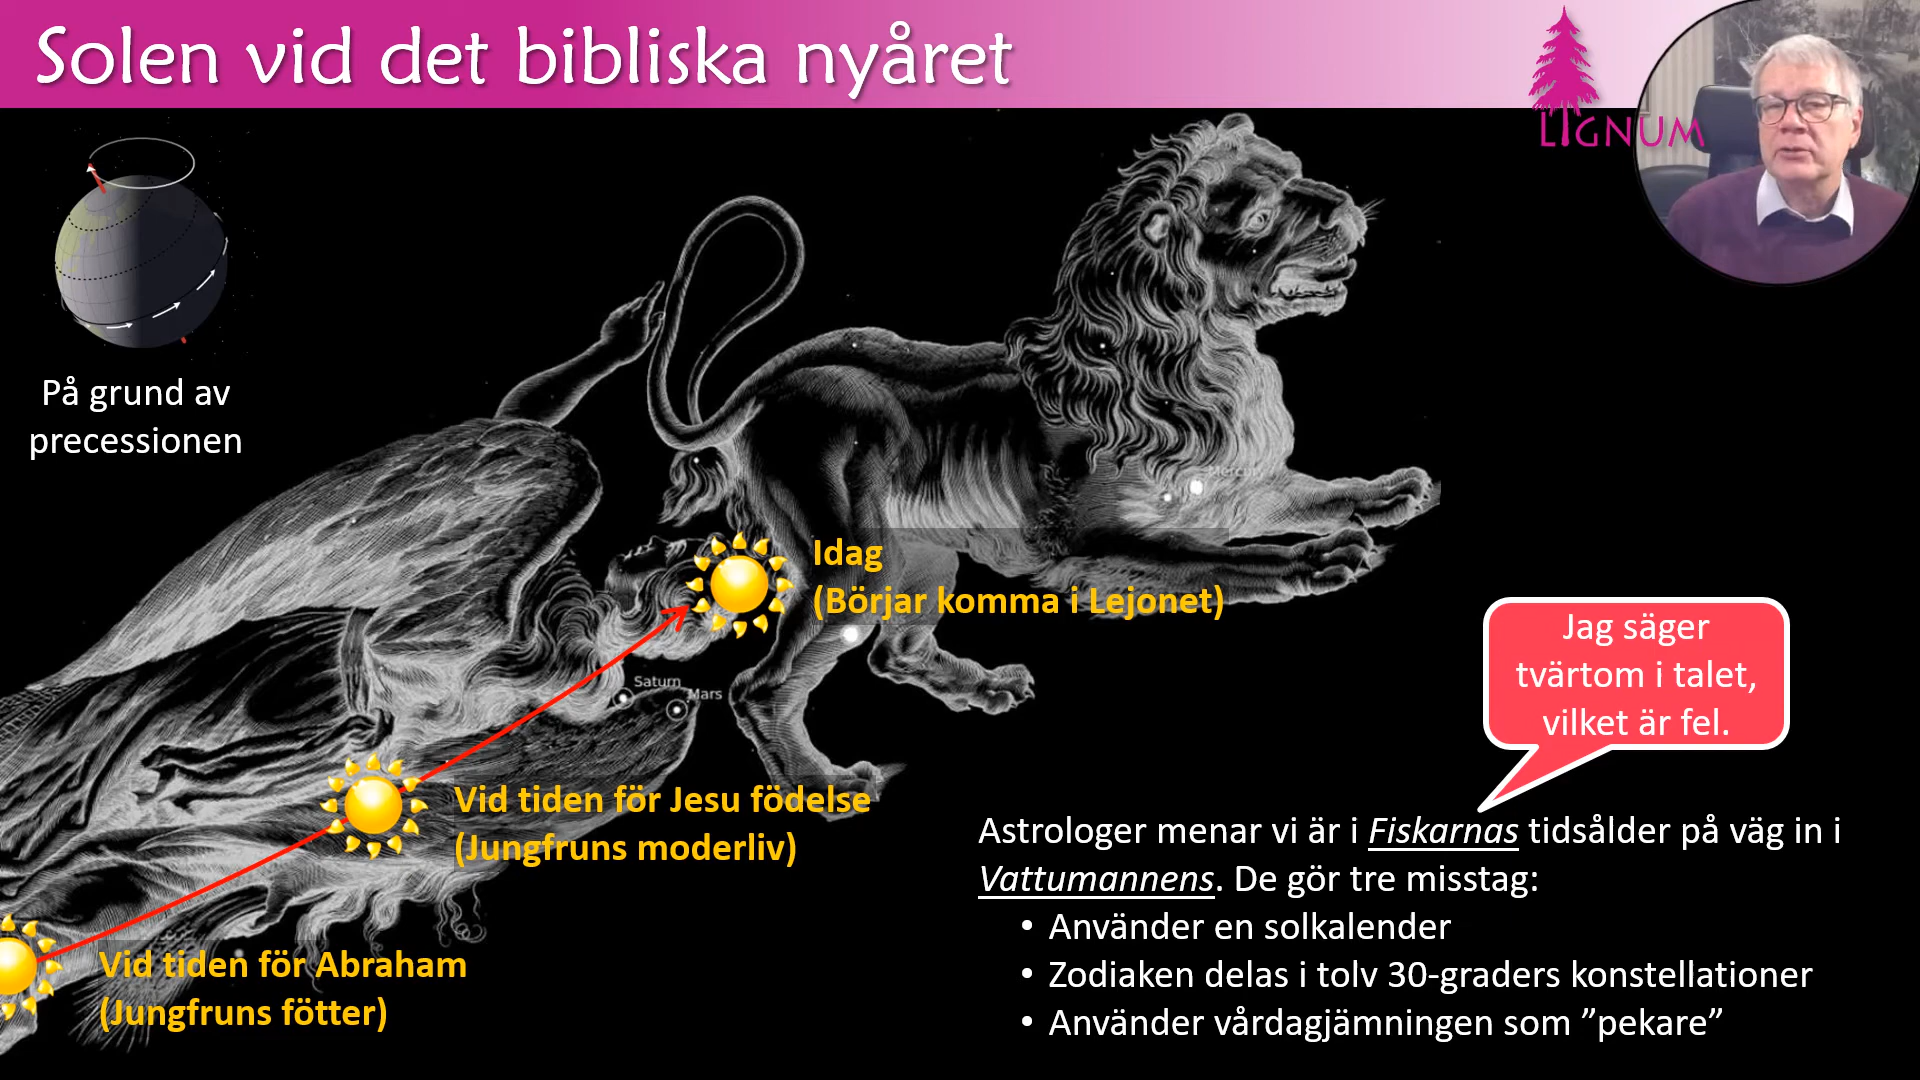 Solen vid det bibliska nyåret
LIGNUM
På grund av
precessionen
Mercury
Idag
(Börjar komma i Lejonet)
Saturn
Mars
Jag säger
tvärtom i talet,
vilket är fel.
Vid tiden för Jesu födelse
(Jungfruns moderliv)
Astrologer menar vi är i Fiskarnas tidsålder på väg in i
Vattumannens. De gör tre misstag:
• Använder en solkalender
• Zodiaken delas i tolv 30-graders konstellationer
• Använder vårdagjämningen som ”pekare”
Vid tiden för Abraham
(Jungfruns fötter)